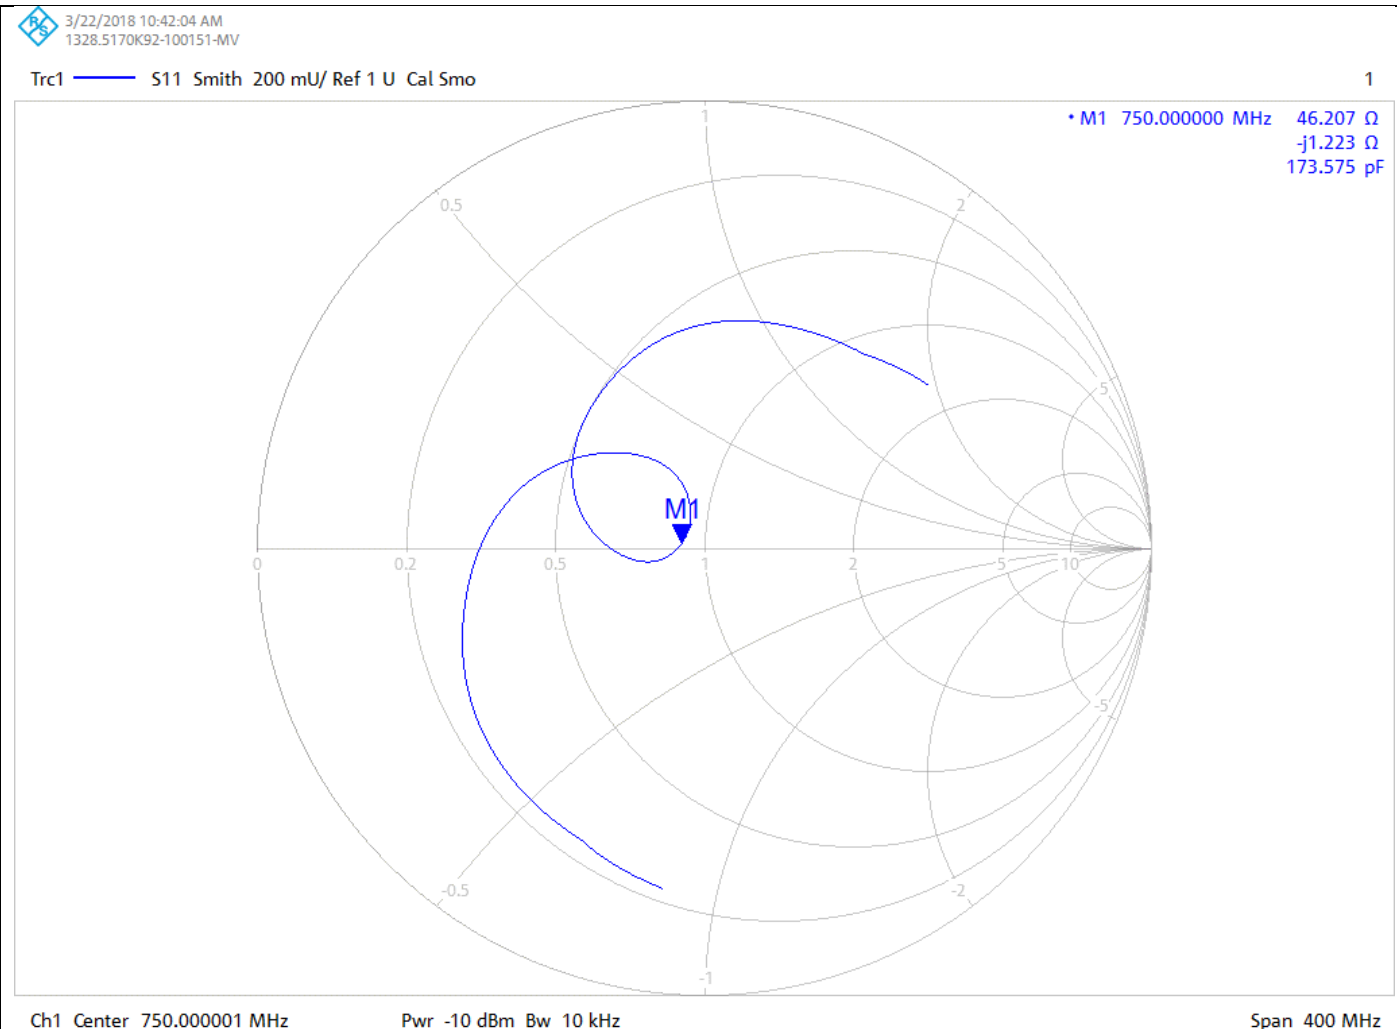 R&S
3/22/2018 10:42:04 AM
1328.5170K92-100151-MV
Trc1 S11 Smith 200 mU/ Ref 1 U Cal Smo 1
• M1 750.000000 MHz 46.207 Ω
-j1.223 Ω
173.575 pF
1
0.5 2
5
M1
0 0.2 0.5 1 2 5 10
-5
-0.5 -2
-1
Ch1 Center 750.000001 MHz Pwr -10 dBm Bw 10 kHz Span 400 MHz